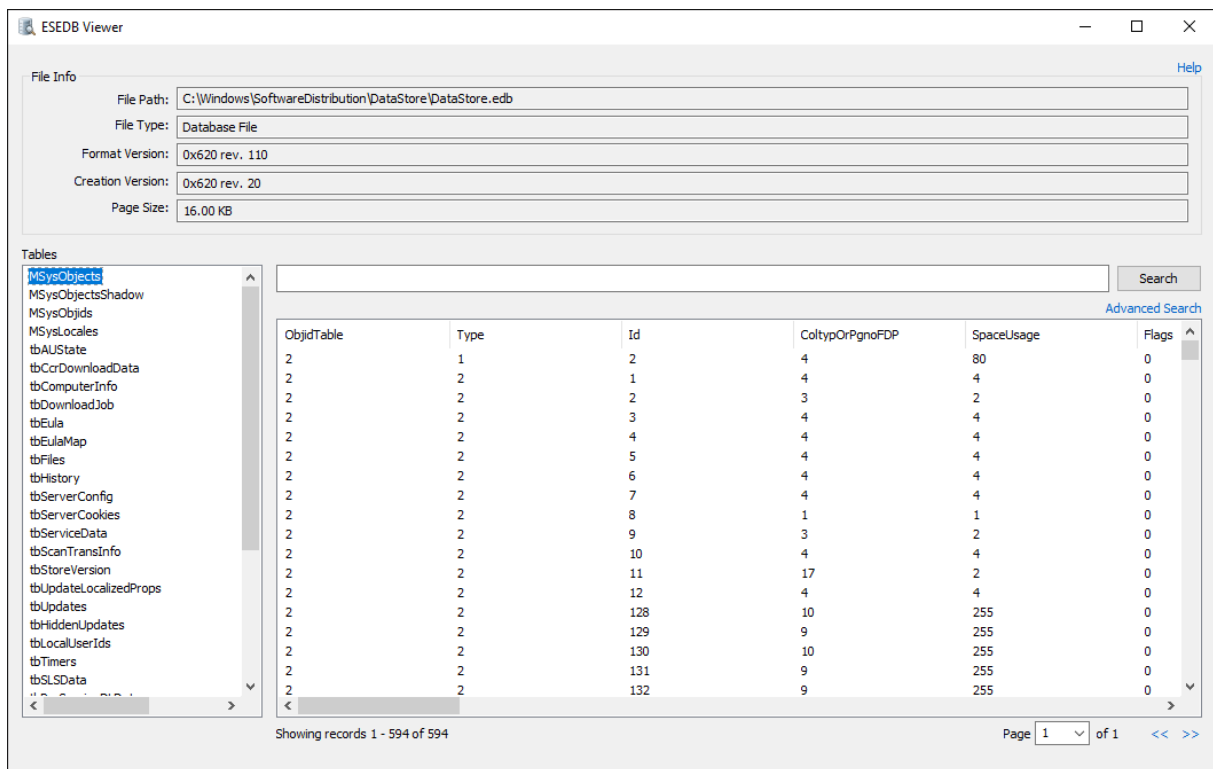 ESEDB Viewer
Help
File Info
File Path: C:\Windows\SoftwareDistribution\DataStore\DataStore.edb
File Type: Database File
Format Version: 0x620 rev. 110
Creation Version: 0x620 rev. 20
Page Size: 16.00 KB
Tables
MSysObjects
MSysObjectsShadow
MSysObjids
MSysLocales
tbAUState
tbCcrDownloadData
tbComputerInfo
tbDownloadJob
tbEula
tbEulaMap
tbFiles
tbHistory
tbServerConfig
tbServerCookies
tbServiceData
tbScanTransInfo
tbStoreVersion
tbUpdateLocalizedProps
tbUpdates
tbHiddenUpdates
tbLocalUserIds
tbTimers
tbSLSData
Search
Advanced Search
ObjidTable Type Id ColtypOrPgnoFDP SpaceUsage Flags
2 1 2 4 80 0
2 2 1 4 4 0
2 2 2 3 2 0
2 2 3 4 4 0
2 2 4 4 4 0
2 2 5 4 4 0
2 2 6 4 4 0
2 2 7 4 4 0
2 2 8 1 1 0
2 2 9 3 2 0
2 2 10 4 4 0
2 2 11 17 2 0
2 2 12 4 4 0
2 2 128 10 255 0
2 2 129 9 255 0
2 2 130 10 255 0
2 2 131 9 255 0
2 2 132 9 255 0
Showing records 1 - 594 of 594
Page 1 of 1 << >>